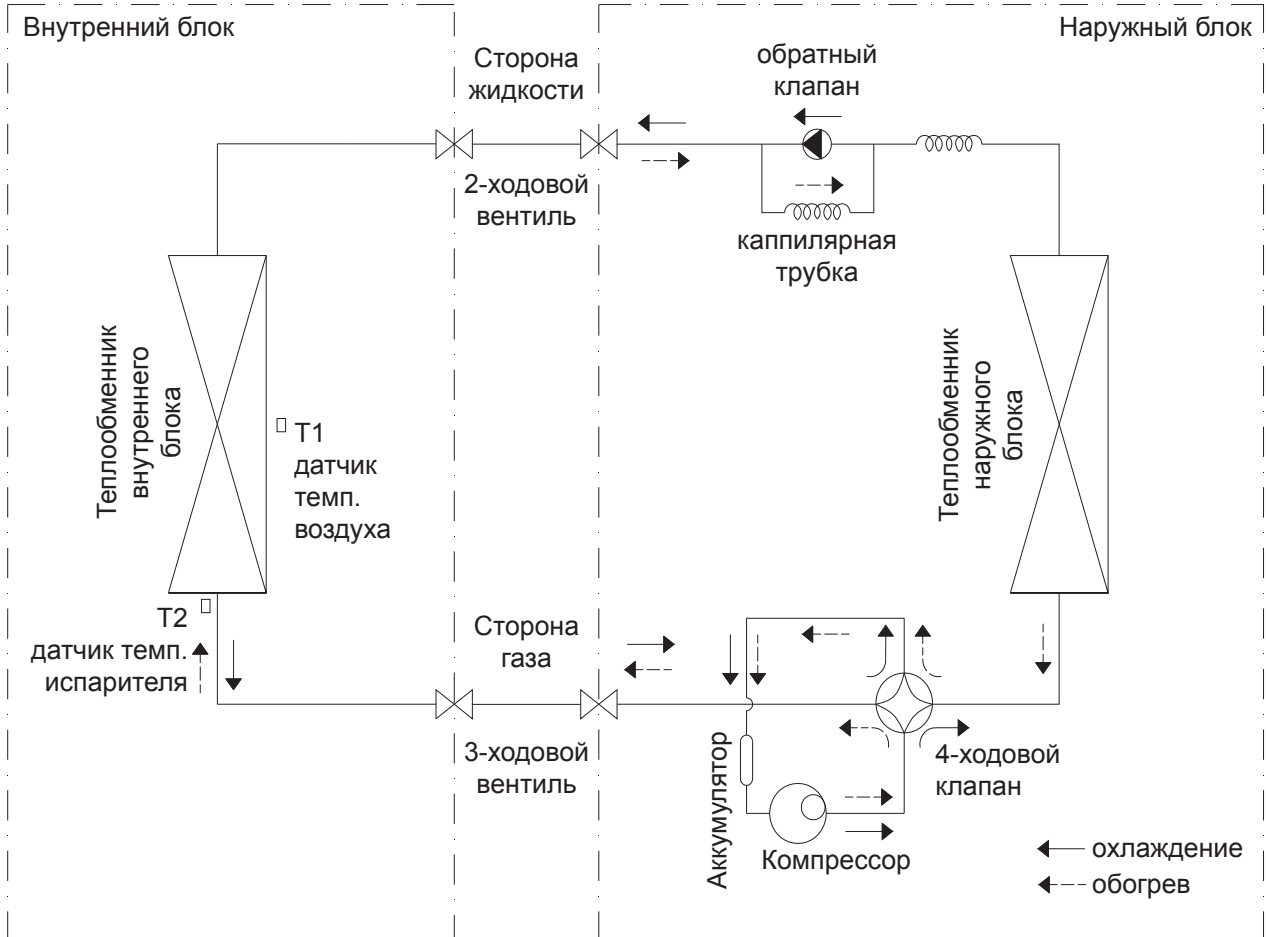 Внутренний блок
Наружный блок
Сторона
жидкости
обратный
клапан
2-ходовой
вентиль
каппилярная
трубка
Теплообменник
внутреннего
блока
T1
датчик
темп.
воздуха
Теплообменник
наружного
блока
T2
датчик темп.
испарителя
Сторона
газа
3-ходовой
вентиль
Аккумулятор
4-ходовой
клапан
Компрессор
охлаждение
обогрев